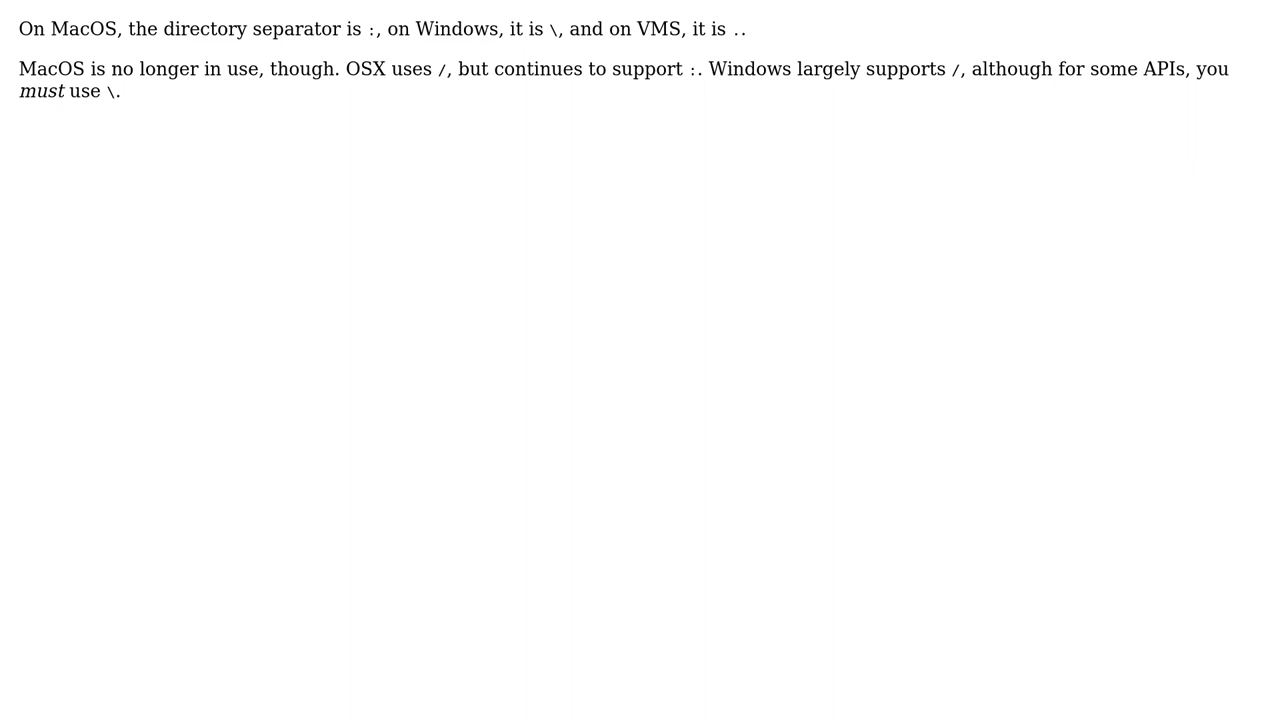 On MacOS, the directory separator is :, on Windows, it is \, and on VMS, it is ..
MacOS is no longer in use, though. OSX uses /, but continues to support :. Windows largely supports /, although for some APIs, you
must use \.